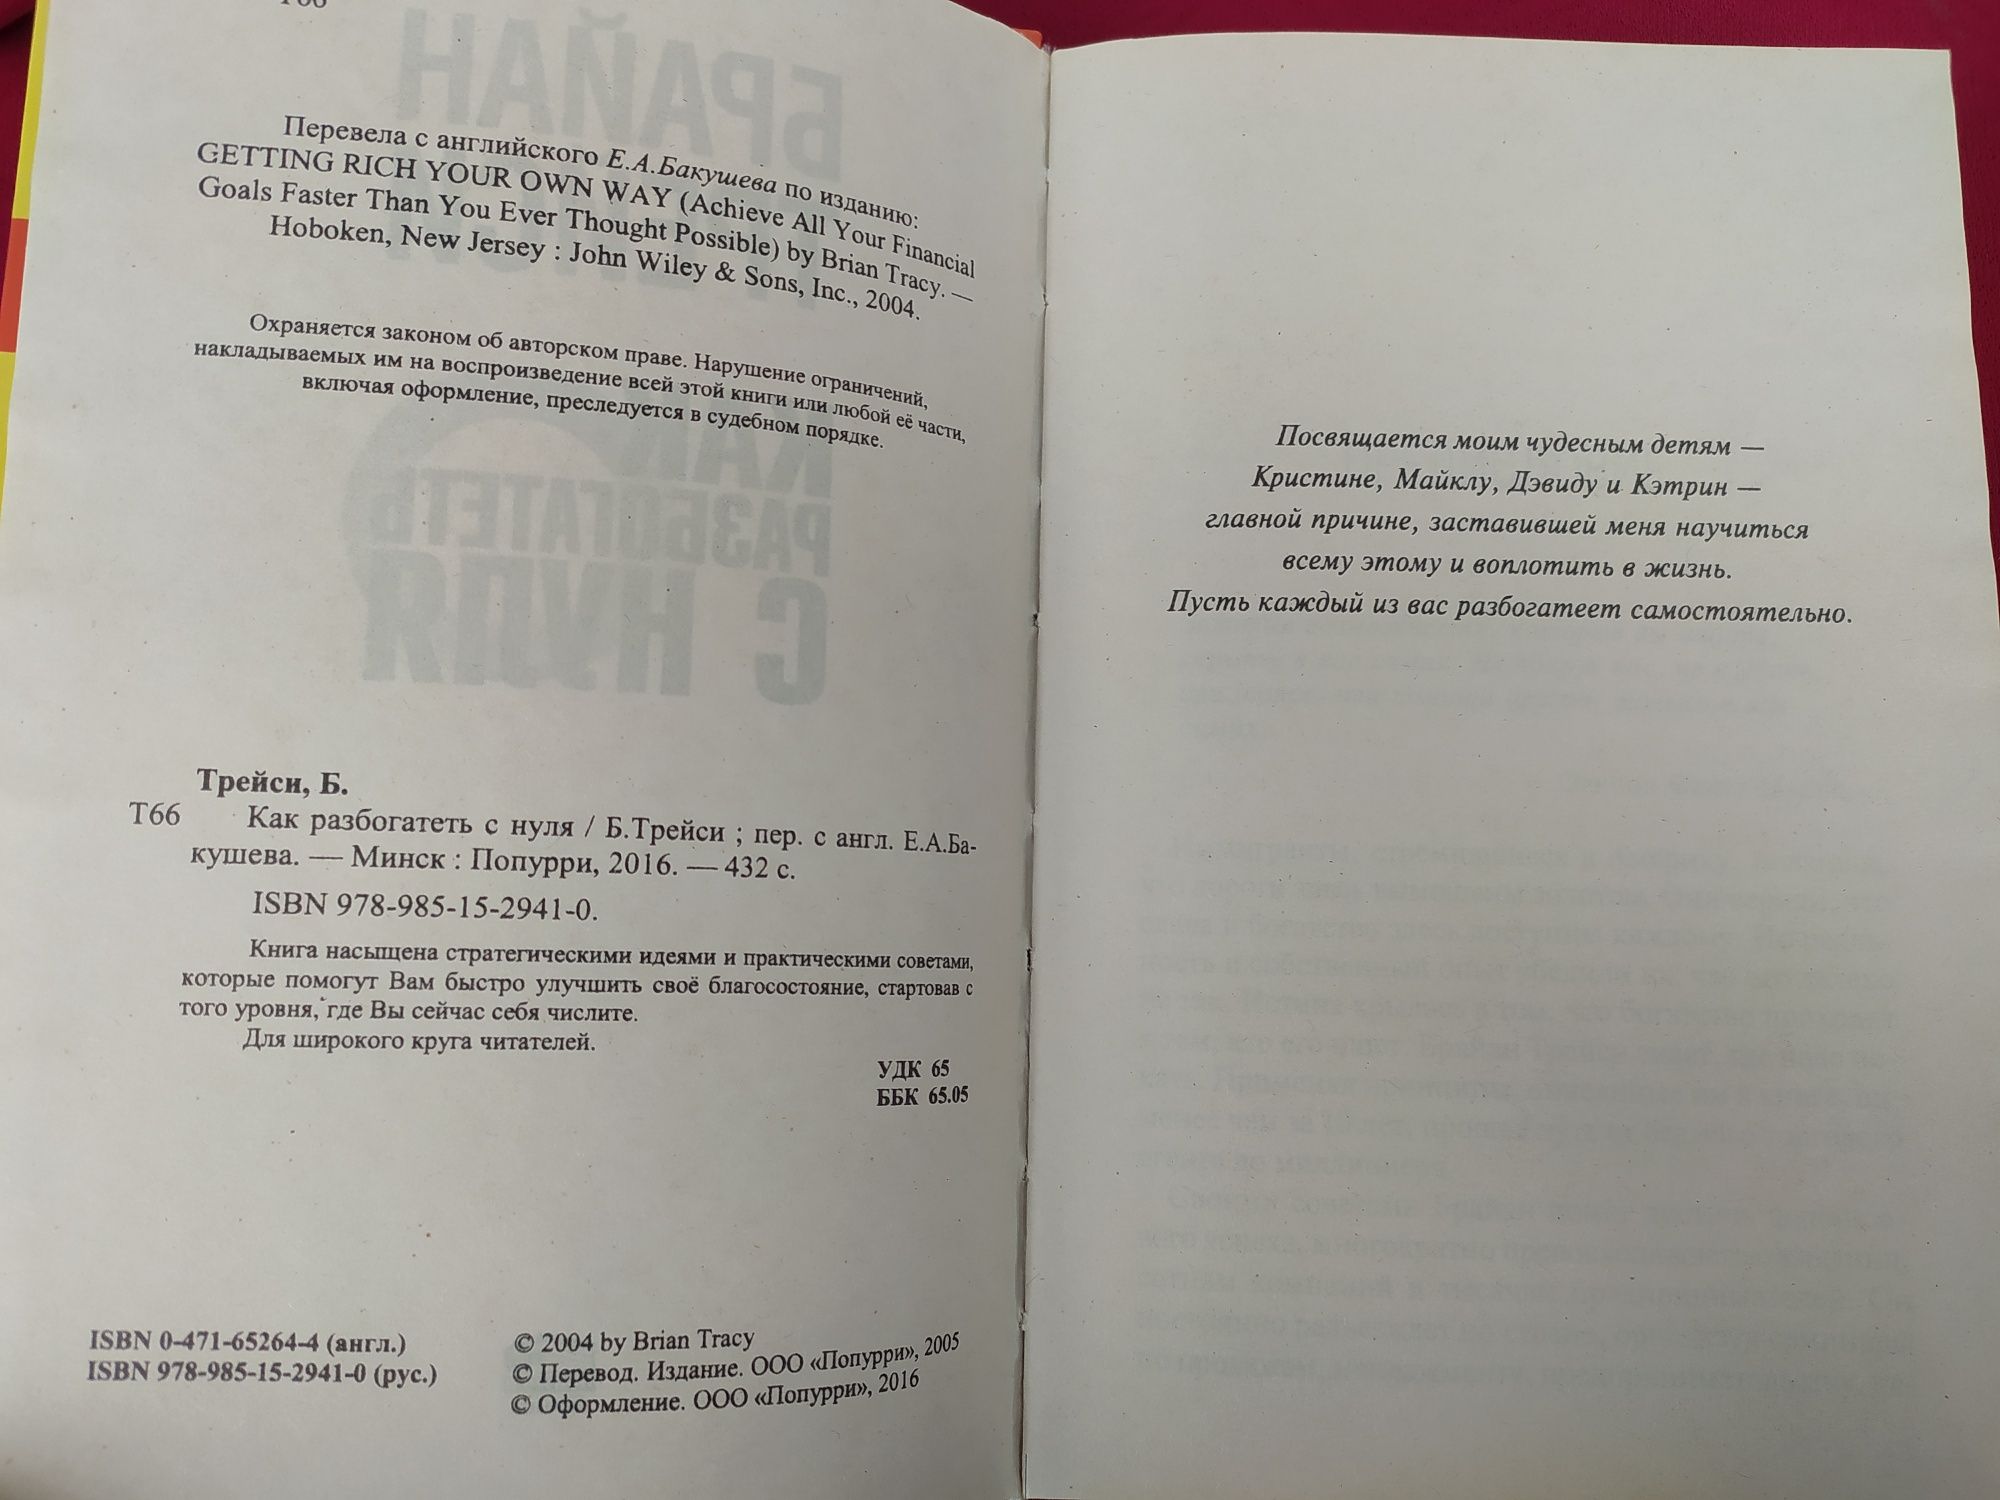 Т66
Перевела с английского Е.А.Бакушева по изданию:
GETTING RICH YOUR OWN WAY (Achieve All Your Financial
Goals Faster Than You Ever Thought Possible) by Brian Tracy. —
Hoboken, New Jersey : John Wiley & Sons, Inc., 2004.
Охраняется законом об авторском праве. Нарушение ограничений,
накладываемых им на воспроизведение всей этой книги или любой её части,
включая оформление, преследуется в судебном порядке.
Трейси, Б.
Т66 Как разбогатеть с нуля / Б.Трейси ; пер. с англ. Е.А.Ба-
кушева. — Минск : Попурри, 2016. — 432 с.
ISBN 978-985-15-2941-0.
Книга насыщена стратегическими идеями и практическими советами,
которые помогут Вам быстро улучшить своё благосостояние, стартовав с
того уровня, где Вы сейчас себя числите.
Для широкого круга читателей.
УДК 65
ББК 65.05
ISBN 0-471-65264-4 (англ.)
ISBN 978-985-15-2941-0 (рус.)
© 2004 by Brian Tracy
© Перевод. Издание. ООО «Попурри», 2005
© Оформление. ООО «Попурри», 2016
Посвящается моим чудесным детям —
Кристине, Майклу, Дэвиду и Кэтрин —
главной причине, заставившей меня научиться
всему этому и воплотить в жизнь.
Пусть каждый из вас разбогатеет самостоятельно.